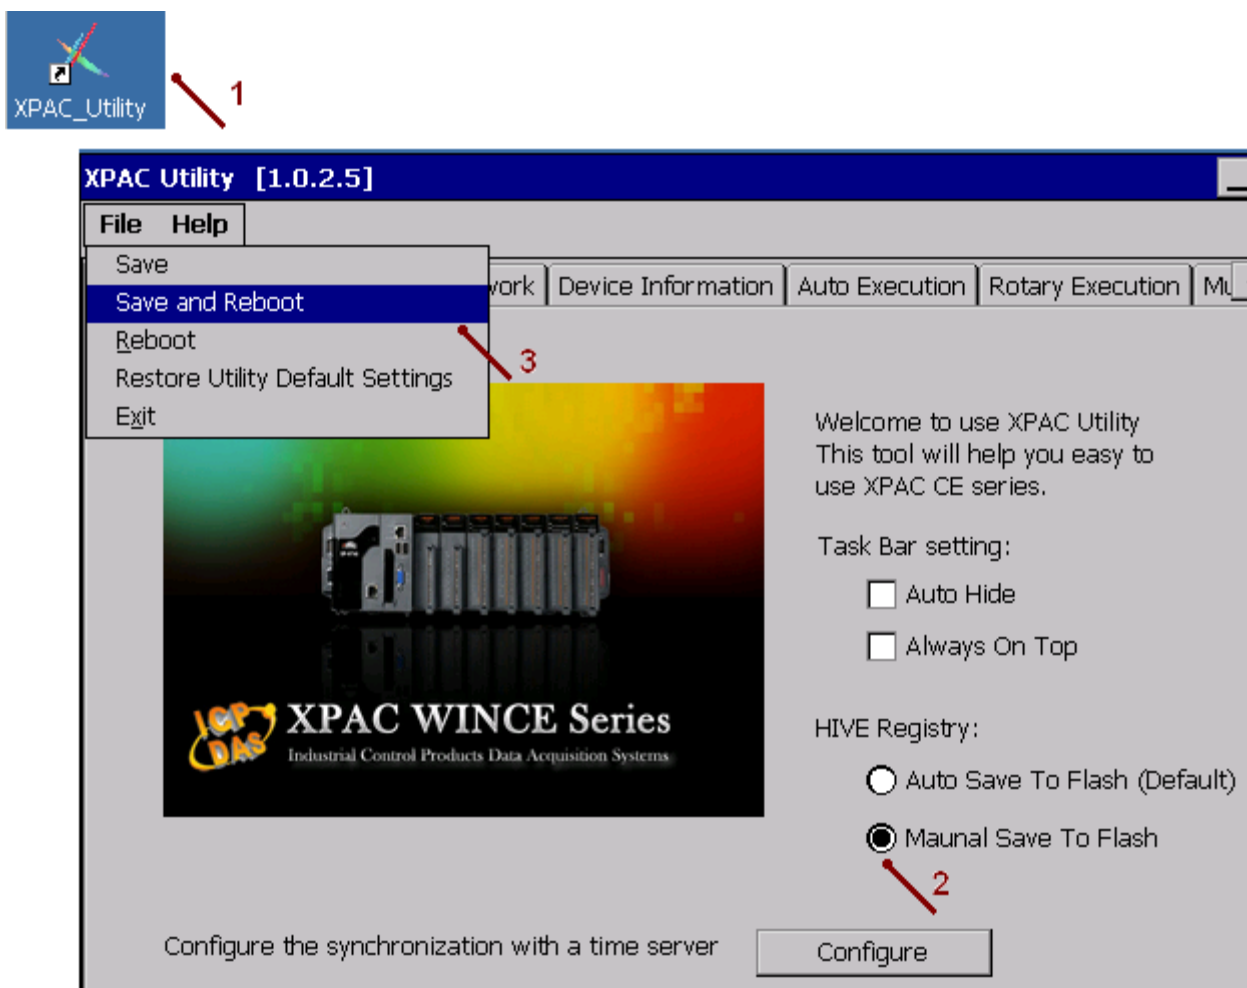 XPAC_Utility
1
XPAC Utility [1.0.2.5]
File Help
Save
Save and Reboot
Reboot
Restore Utility Default Settings
Exit
3
Device Information
Auto Execution
Rotary Execution
Welcome to use XPAC Utility
This tool will help you easy to
use XPAC CE series.
Task Bar setting:
Auto Hide
Always On Top
ICP
DAS
XPAC WINCE Series
Industrial Control Products Data Acquisition Systems
HIVE Registry:
Auto Save To Flash (Default)
Maunal Save To Flash
2
Configure the synchronization with a time server
Configure